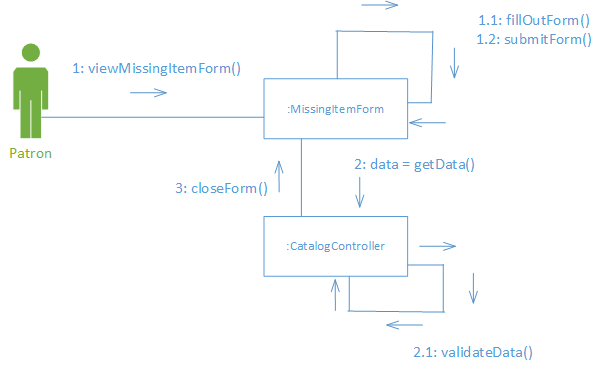 1.1: fillOutForm()
1.2: submitForm()
1: viewMissingItemForm()
:MissingItemForm
Patron
2: data = getData()
3: closeForm()
:CatalogController
2.1: validateData()